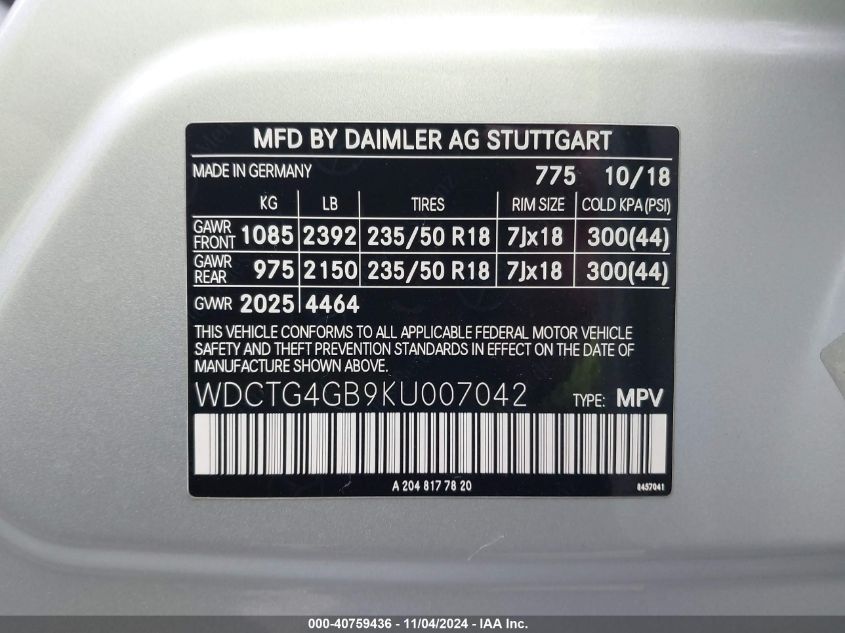 MFD BY DAIMLER AG STUTTGART
MADE IN GERMANY 775 10/18
KG LB TIRES RIM SIZE COLD KPA (PSI)
GAWR FRONT 1085 2392 235/50 R18 7Jx18 300(44)
GAWR REAR 975 2150 235/50 R18 7Jx18 300(44)
GVWR 2025 4464
THIS VEHICLE CONFORMS TO ALL APPLICABLE FEDERAL MOTOR VEHICLE
SAFETY AND THEFT PREVENTION STANDARDS IN EFFECT ON THE DATE OF
MANUFACTURE SHOWN ABOVE.
WDCTG4GB9KU007042 TYPE: MPV
A 204 817 78 20 8457041
000-40759436 - 11/04/2024 - IAA Inc.